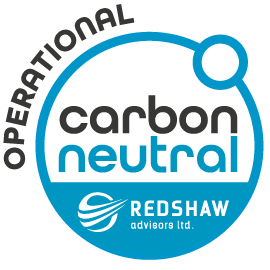 OPERATIONAL
carbon
neutral
REDSHAW
advisors ltd.